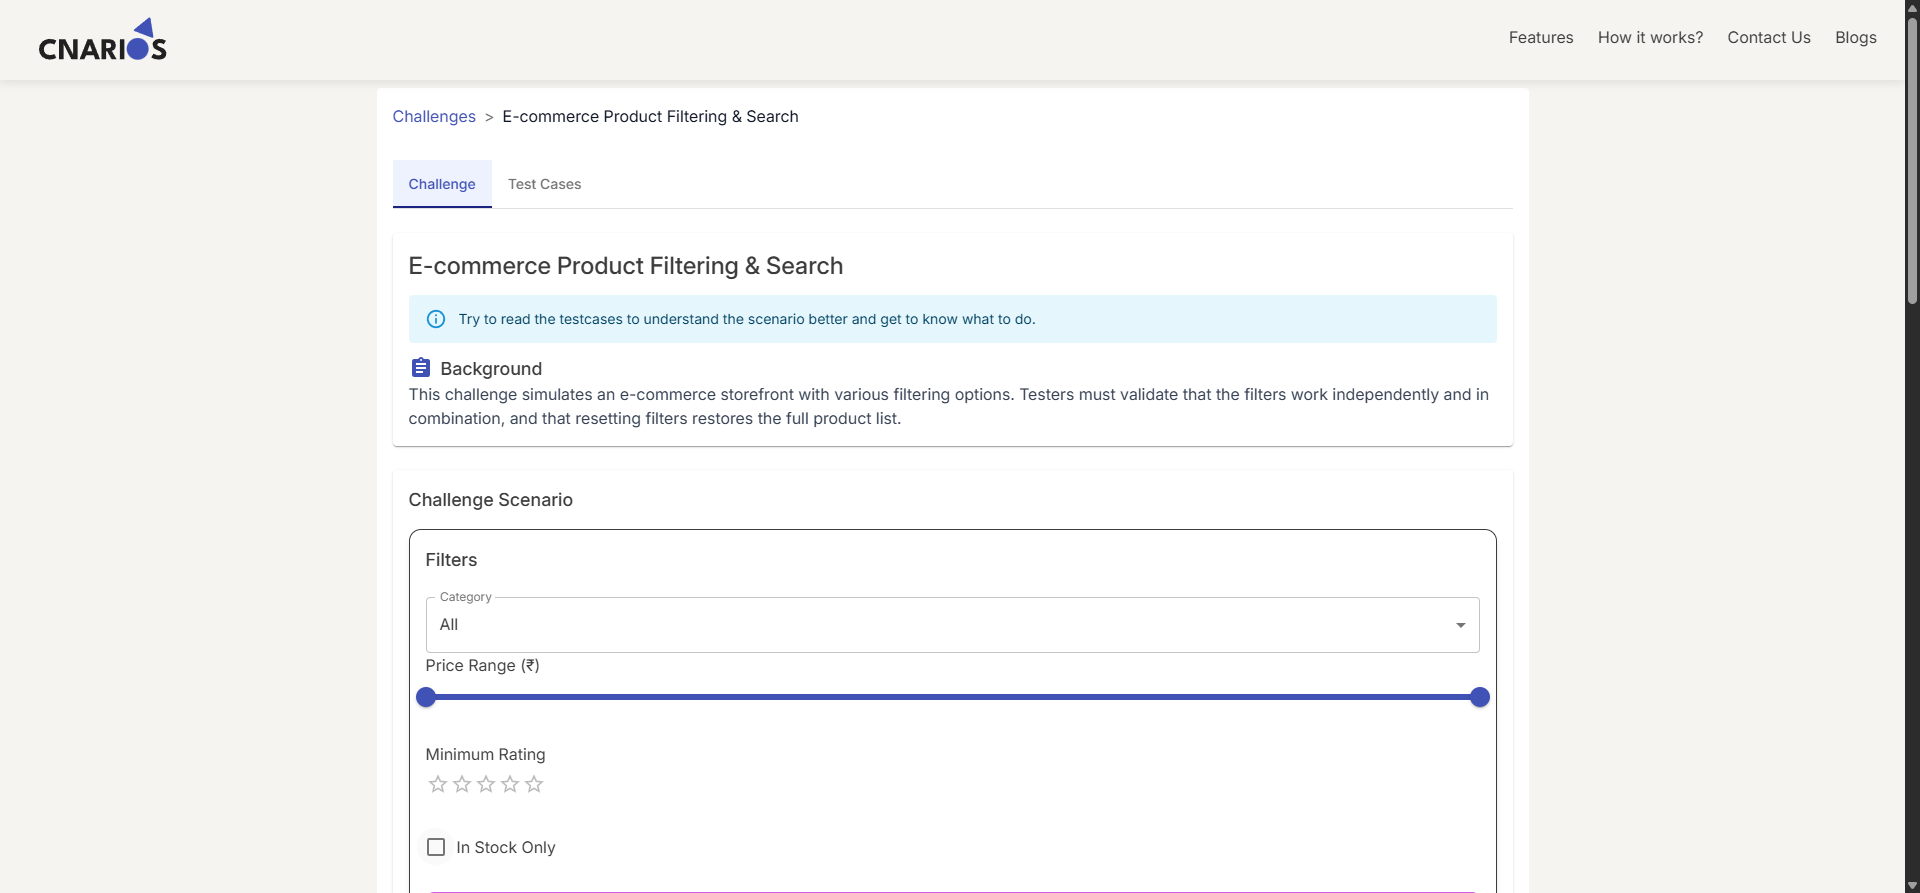 CNARIOS
Features
How it works?
Contact Us
Blogs
Challenges > E-commerce Product Filtering & Search
Challenge
Test Cases
E-commerce Product Filtering & Search
Try to read the testcases to understand the scenario better and get to know what to do.
Background
This challenge simulates an e-commerce storefront with various filtering options. Testers must validate that the filters work independently and in
combination, and that resetting filters restores the full product list.
Challenge Scenario
Filters
Category
All
Price Range (₹)
Minimum Rating
In Stock Only